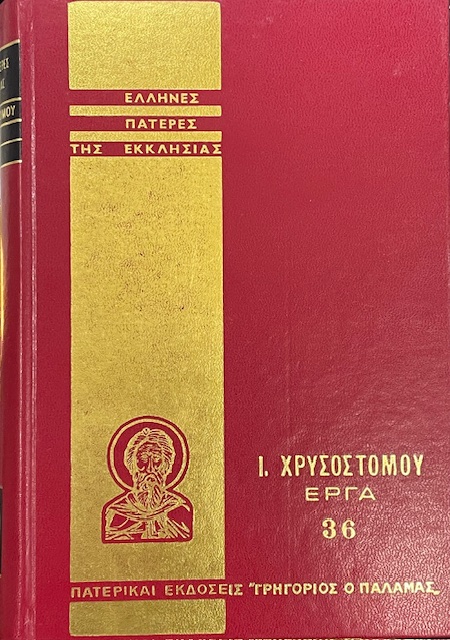 ΕΛΛΗΝΕΣ
ΠΑΤΕΡΕΣ
ΤΗΣ ΕΚΚΛΗΣΙΑΣ
Ι. ΧΡΥΣΟΣΤΟΜΟΥ
ΕΡΓΑ
36
ΠΑΤΕΡΙΚΑΙ ΕΚΔΟΣΕΙΣ "ΓΡΗΓΟΡΙΟΣ Ο ΠΑΛΑΜΑΣ„